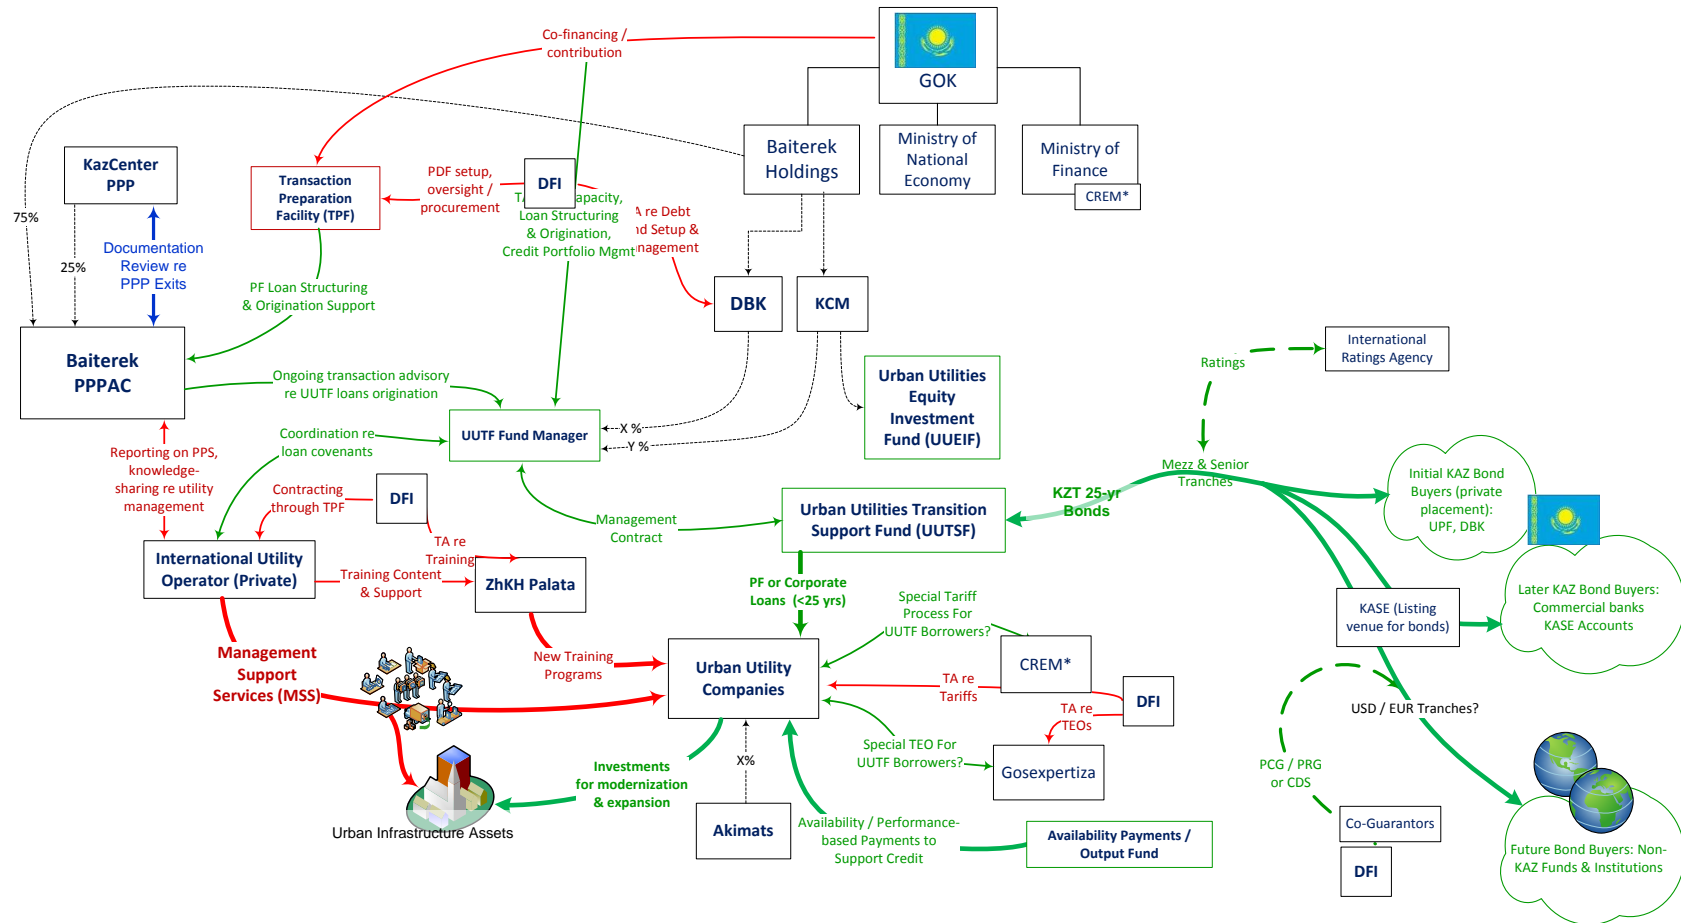 Co-financing /
contribution
GOK
Baiterek
Holdings
Ministry of
National
Economy
Ministry of
Finance
CREM*
KazCenter
PPP
Transaction
Preparation
Facility (TPF)
PDF setup,
oversight /
procurement
DFI
Capacity,
Loan Structuring
& Origination,
Credit Portfolio Mgmt
re Debt
Setup &
75%
25%
Documentation
Review re
PPP Exits
PF Loan Structuring
& Origination Support
DBK
KCM
Baiterek
PPPAC
International
Ratings Agency
Ratings
Ongoing transaction advisory
re UUTF loans origination
Urban Utilities
Equity
Investment
Fund (UUEIF)
UUTF Fund Manager
X %
Y %
Coordination re
loan covenants
Reporting on PPS,
knowledge-
sharing re utility
management
Contracting
through TPF
DFI
Mezz & Senior
Tranches
KZT 25-yr
Bonds
Initial KAZ Bond
Buyers (private
placement):
UPF, DBK
Management
Contract
Urban Utilities Transition
Support Fund (UUTSF)
TA re
Training
International Utility
Operator (Private)
Training Content
& Support
ZhKH Palata
PF or Corporate
Loans (<25 yrs)
Special Tariff
Process For
UUTF Borrowers?
KASE (Listing
venue for bonds)
Later KAZ Bond Buyers:
Commercial banks
KASE Accounts
Management
Support
Services (MSS)
New Training
Programs
Urban Utility
Companies
CREM*
TA re
Tariffs
DFI
TA re
TEOs
USD / EUR Tranches?
Special TEO For
UUTF Borrowers?
Gosexpertiza
PCG / PRG
or CDS
Investments
for modernization
& expansion
X%
Urban Infrastructure Assets
Akimats
Availability / Performance-
based Payments to
Support Credit
Availability Payments /
Output Fund
Co-Guarantors
DFI
Future Bond Buyers: Non-
KAZ Funds & Institutions